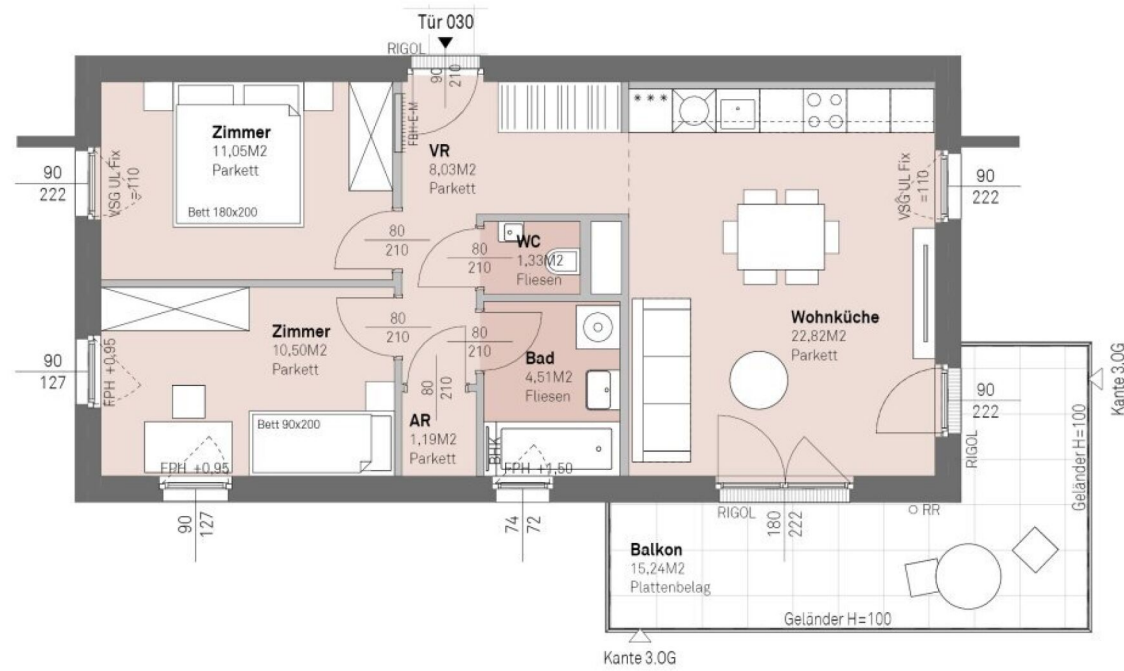 Tür 030
RIGOL
90
210
FBH-E-M
Zimmer
11,05M2
Parkett
Bett 180x200
VSG UL Fix
=110
90
222
VR
8,03M2
Parkett
***
VSG UL Fix
=110
90
222
80
210
80
210
WC
1,33M2
Fliesen
Zimmer
10,50M2
Parkett
90
127
FPH +0,95
80
210
80
210
80
210
Bad
4,51M2
Fliesen
Wohnküche
22,82M2
Parkett
90
222
RIGOL
Kante 3.OG
Bett 90x200
AR
1,19M2
Parkett
BHK
FPH +0,95
FPH +1,50
90
127
74
72
RIGOL
180
222
RR
Geländer H=100
Balkon
15,24M2
Plattenbelag
Geländer H=100
Kante 3.OG